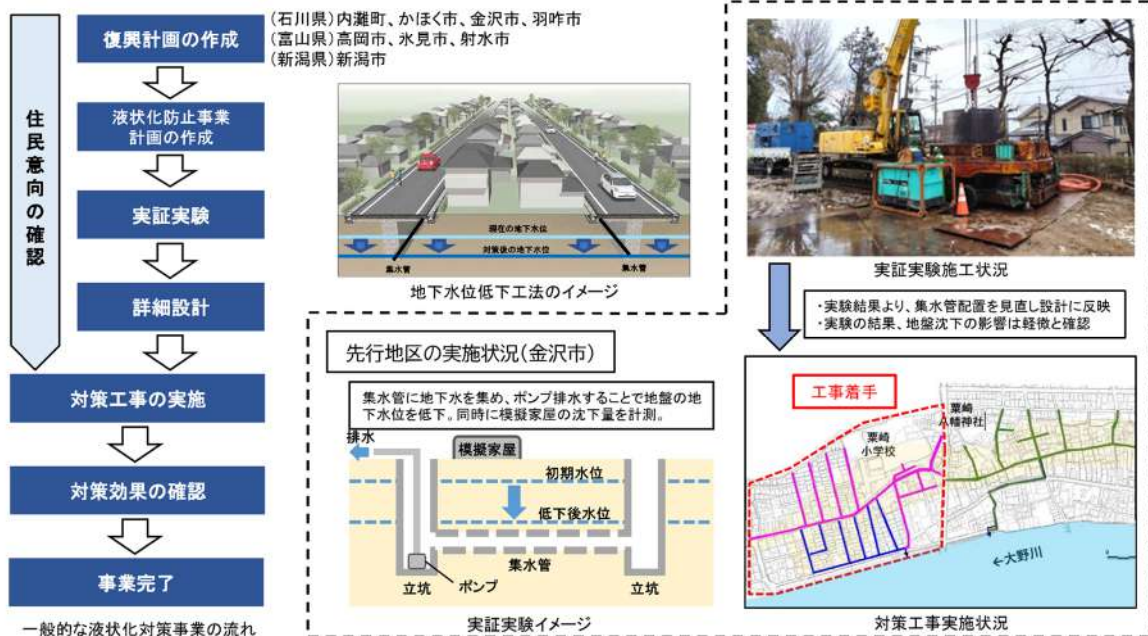 住民意向の確認
復興計画の作成
液状化防止事業
計画の作成
実証実験
詳細設計
対策工事の実施
対策効果の確認
事業完了
一般的な液状化対策事業の流れ
(石川県)内灘町、かほく市、金沢市、羽咋市
(富山県)高岡市、氷見市、射水市
(新潟県)新潟市
現在の地下水位
対策後の地下水位
集水管
集水管
地下水位低下工法のイメージ
先行地区の実施状況(金沢市)
集水管に地下水を集め、ポンプ排水することで地盤の地
下水位を低下。同時に模擬家屋の沈下量を計測。
排水
模擬家屋
初期水位
低下後水位
集水管
立坑
ポンプ
立坑
実証実験イメージ
実証実験施工状況
・実験結果より、集水管配置を見直し設計に反映
・実験の結果、地盤沈下の影響は軽微と確認
工事着手
粟崎
八幡神社
粟崎
小学校
←大野川
対策工事実施状況